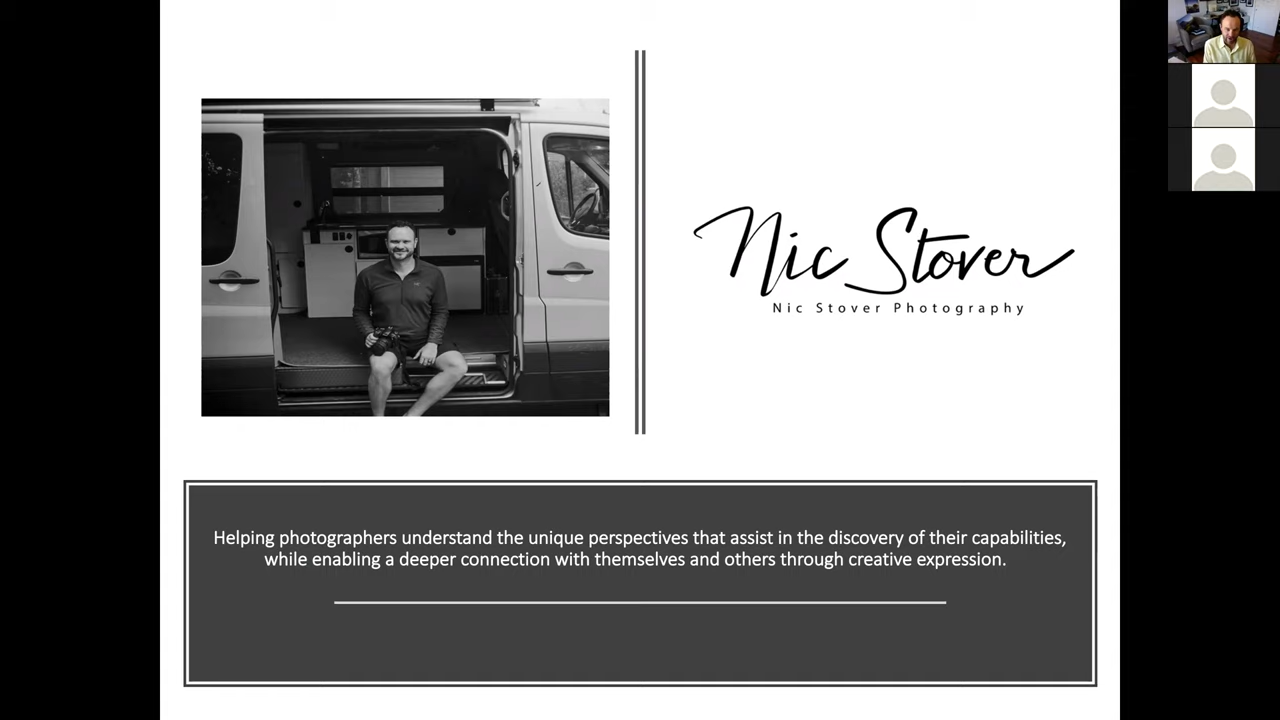 Nic Stover
Nic Stover Photography
Helping photographers understand the unique perspectives that assist in the discovery of their capabilities,
while enabling a deeper connection with themselves and others through creative expression.